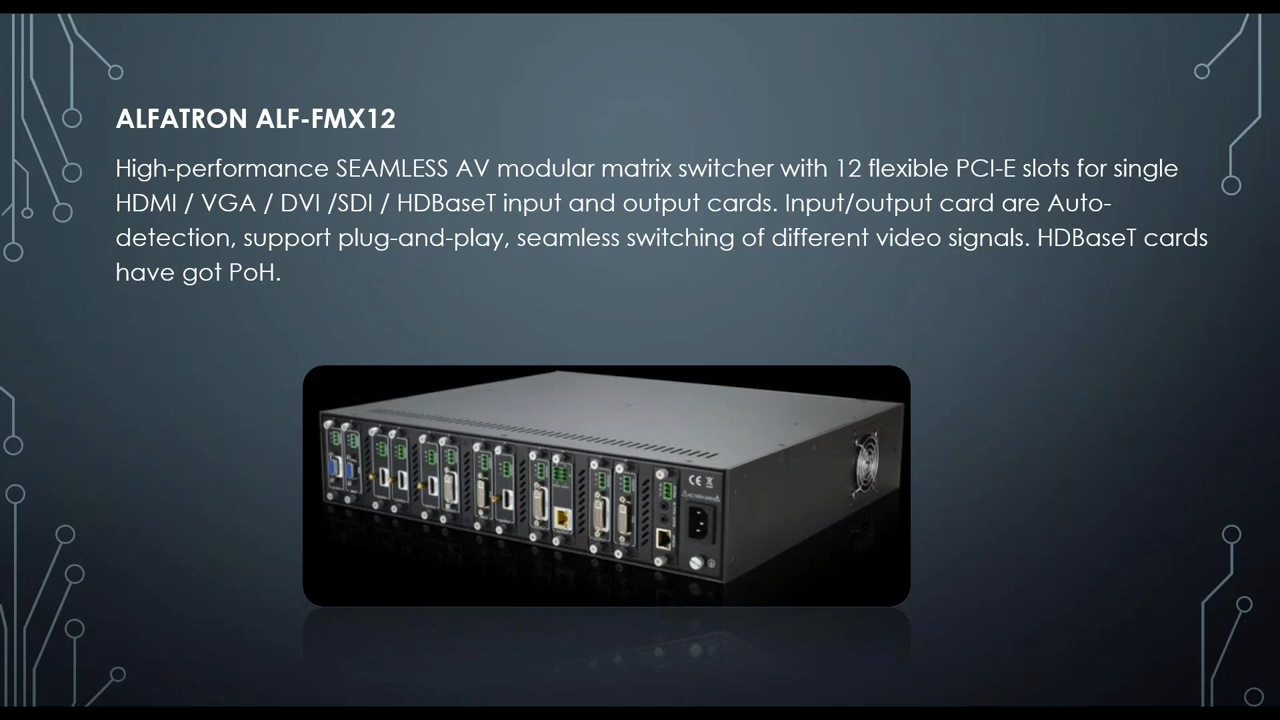 ALFATRON ALF-FMX12
High-performance SEAMLESS AV modular matrix switcher with 12 flexible PCI-E slots for single
HDMI / VGA / DVI /SDI / HDBaseT input and output cards. Input/output card are Auto-
detection, support plug-and-play, seamless switching of different video signals. HDBaseT cards
have got PoH.
CE